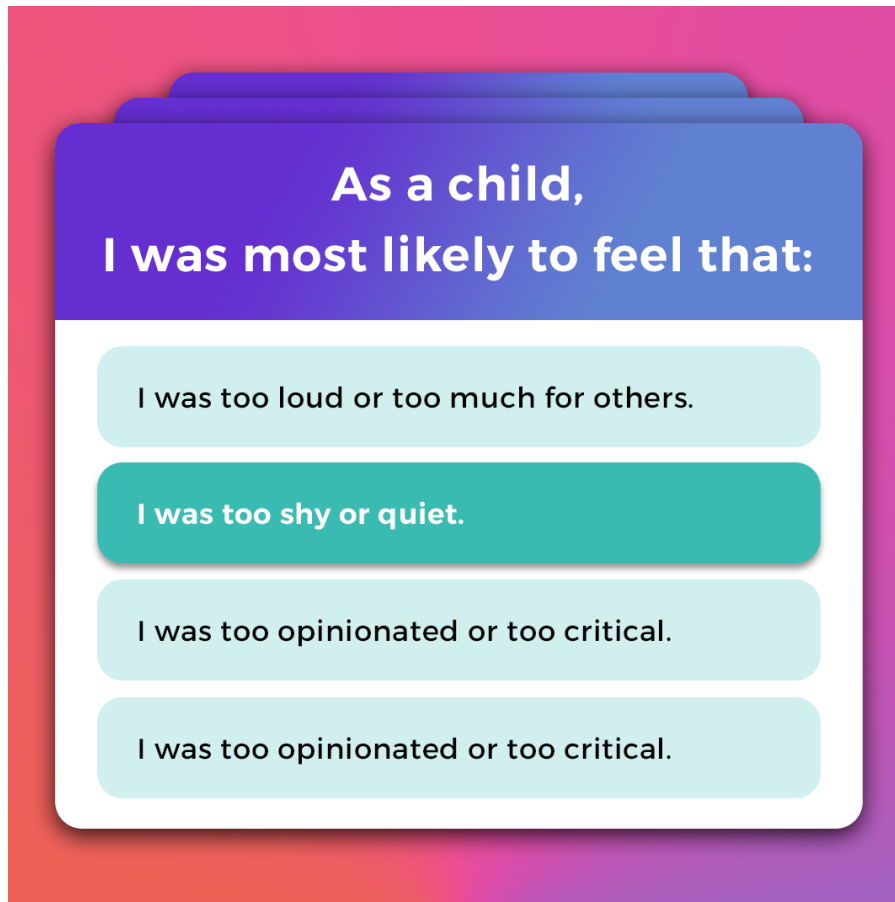 As a child,
I was most likely to feel that:
I was too loud or too much for others.
I was too shy or quiet.
I was too opinionated or too critical.
I was too opinionated or too critical.